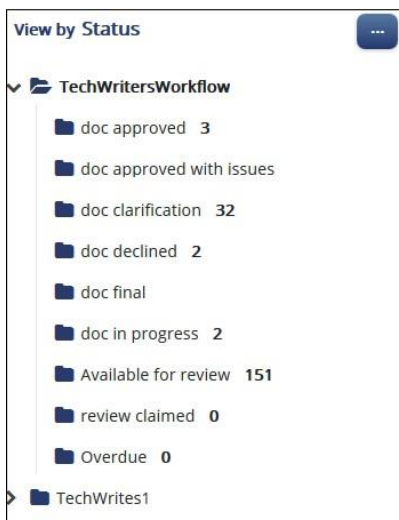 View by Status
...
TechWritersWorkflow
doc approved 3
doc approved with issues
doc clarification 32
doc declined 2
doc final
doc in progress 2
Available for review 151
review claimed 0
Overdue 0
TechWrites1